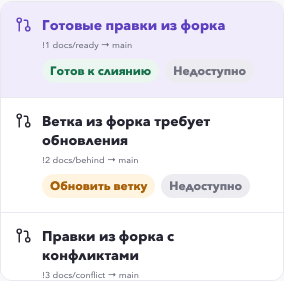 Готовые правки из форка
!1 docs/ready → main
Готов к слиянию Недоступно
Ветка из форка требует
обновления
!2 docs/behind → main
Обновить ветку Недоступно
Правки из форка с
конфликтами
!3 docs/conflict → main